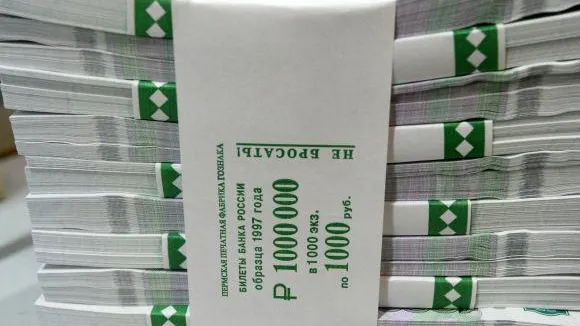 НЕ БРОСАТЬ!
ПЕРМСКАЯ ПЕЧАТНАЯ ФАБРИКА ГОЗНАКА
БИЛЕТЫ БАНКА РОССИИ
образца 1997 года
₽ 1000 000
в 1000 экз.
по 1000 руб.